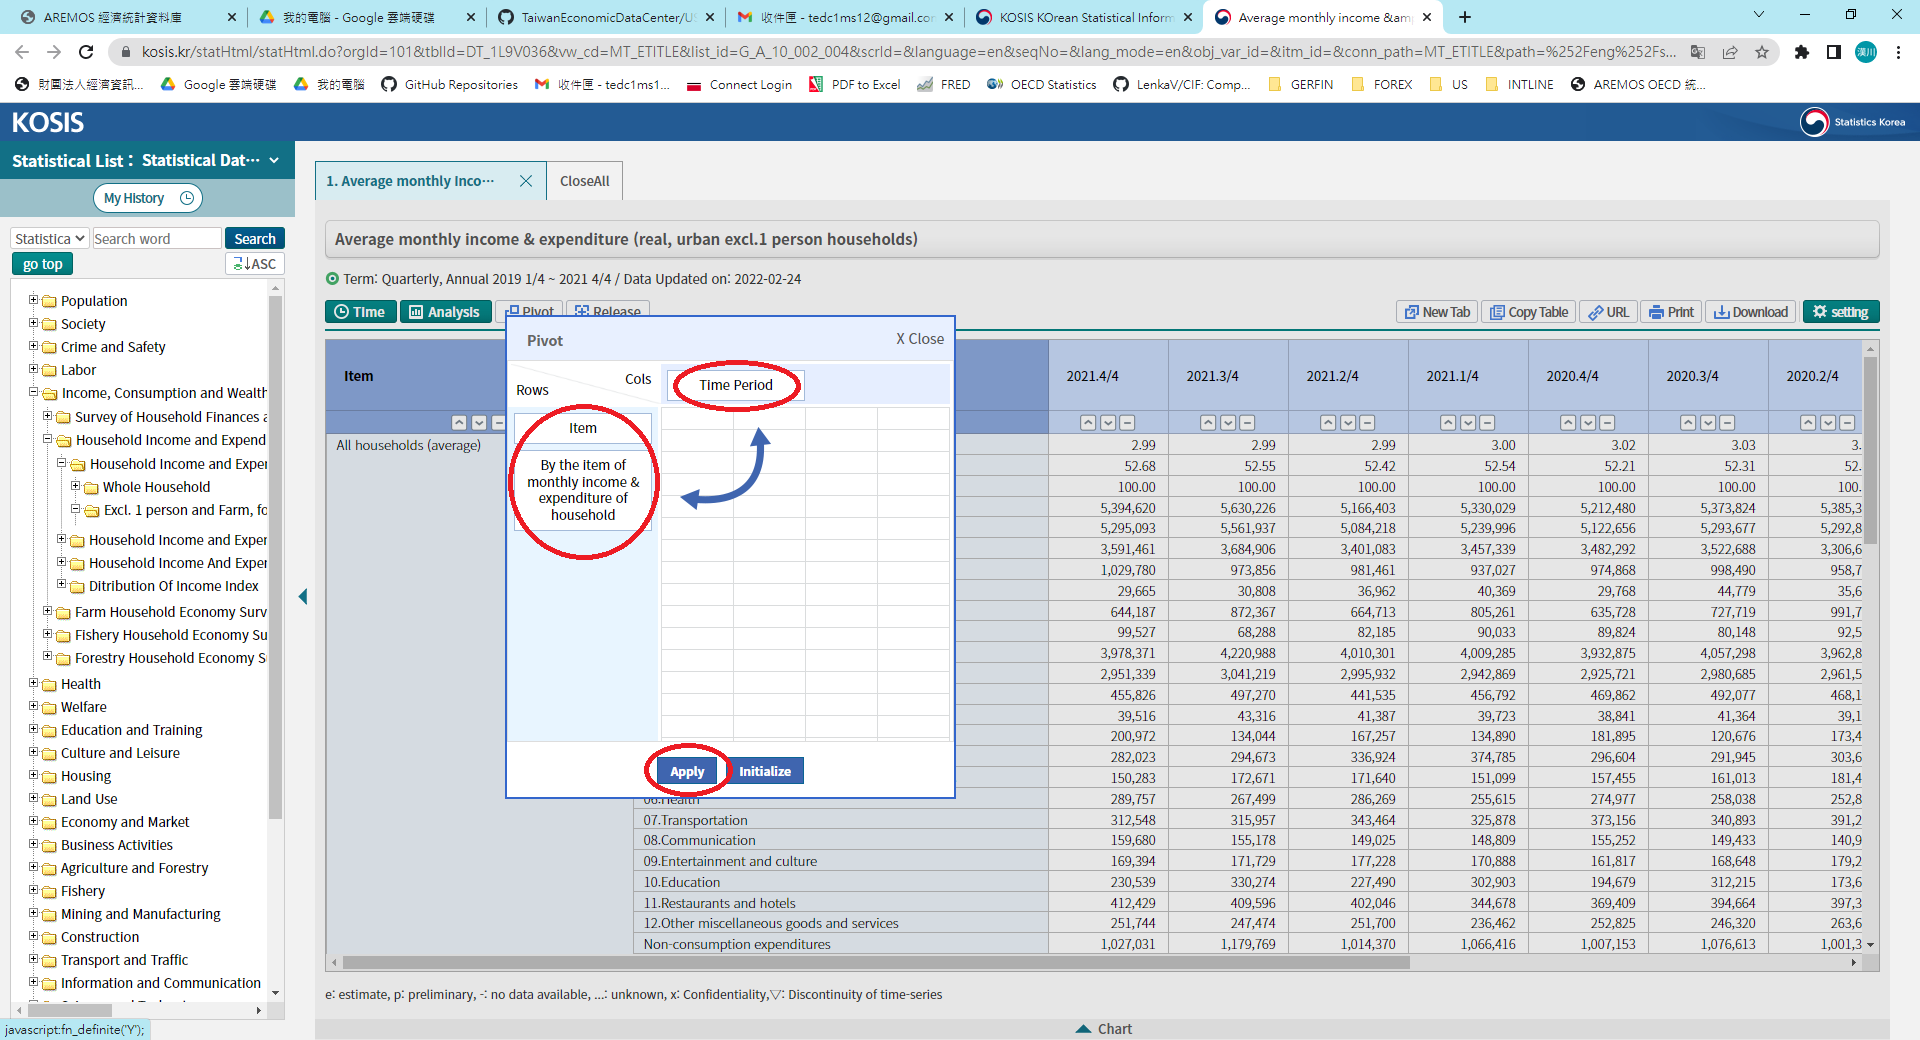 AREMOS 經濟統計資料庫
我的電腦 - Google 雲端硬碟
TaiwanEconomicDataCenter/US
收件匣 - tedc1ms12@gmail.co
KOSIS KOrean Statistical Inform
Average monthly income &am
kosis.kr/statHtml/statHtml.do?orgId=101&tblId=DT_1L9V036&vw_cd=MT_ETITLE&list_id=G_A_10_002_004&scrId=&language=en&seqNo=&lang_mode=en&obj_var_id=&itm_id=&conn_path=MT_ETITLE&path=%252Feng%252Fs...
漢川
財團法人經濟資訊...
Google 雲端硬碟
我的電腦
GitHub Repositories
收件匣 - tedc1ms1...
Connect Login
PDF to Excel
FRED
OECD Statistics
LenkaV/CIF: Comp...
GERFIN
FOREX
US
INTLINE
AREMOS OECD 統...
KOSIS
Statistics Korea
Statistical List : Statistical Dat···
My History
Statistica
Search word
Search
go top
ASC
Population
Society
Crime and Safety
Labor
Income, Consumption and Wealth
Survey of Household Finances a
Household Income and Expend
Household Income and Exper
Whole Household
Excl. 1 person and Farm, fo
Household Income and Exper
Household Income And Exper
Ditribution Of Income Index
Farm Household Economy Surv
Fishery Household Economy Su
Forestry Household Economy S
Health
Welfare
Education and Training
Culture and Leisure
Housing
Land Use
Economy and Market
Business Activities
Agriculture and Forestry
Fishery
Mining and Manufacturing
Construction
Transport and Traffic
Information and Communication
javascript:fn_definite('Y');
1. Average monthly Inco···
CloseAll
Average monthly income & expenditure (real, urban excl.1 person households)
Term: Quarterly, Annual 2019 1/4 ~ 2021 4/4 / Data Updated on: 2022-02-24
Time
Analysis
Pivot
Release
New Tab
Copy Table
URL
Print
Download
setting
Pivot
X Close
Cols
Rows
Time Period
Item
By the item of
monthly income &
expenditure of
household
Apply
Initialize
Item 2021.4/4 2021.3/4 2021.2/4 2021.1/4 2020.4/4 2020.3/4 2020.2/4
All households (average) 2.99 2.99 2.99 3.00 3.02 3.03 3.
52.68 52.55 52.42 52.54 52.21 52.31 52.
100.00 100.00 100.00 100.00 100.00 100.00 100.
5,394,620 5,630,226 5,166,403 5,330,029 5,212,480 5,373,824 5,385,3
5,295,093 5,561,937 5,084,218 5,239,996 5,122,656 5,293,677 5,292,8
3,591,461 3,684,906 3,401,083 3,457,339 3,482,292 3,522,688 3,306,6
1,029,780 973,856 981,461 937,027 974,868 998,490 958,7
29,665 30,808 36,962 40,369 29,768 44,779 35,6
644,187 872,367 664,713 805,261 635,728 727,719 991,7
99,527 68,288 82,185 90,033 89,824 80,148 92,5
3,978,371 4,220,988 4,010,301 4,009,285 3,932,875 4,057,298 3,962,8
2,951,339 3,041,219 2,995,932 2,942,869 2,925,721 2,980,685 2,961,5
455,826 497,270 441,535 456,792 469,862 492,077 468,1
39,516 43,316 41,387 39,723 38,841 41,364 39,1
200,972 134,044 167,257 134,890 181,895 120,676 173,4
282,023 294,673 336,924 374,785 296,604 291,945 303,6
150,283 172,671 171,640 151,099 157,455 161,013 181,4
06.Health 289,757 267,499 286,269 255,615 274,977 258,038 252,8
07.Transportation 312,548 315,957 343,464 325,878 373,156 340,893 391,2
08.Communication 159,680 155,178 149,025 148,809 155,252 149,433 140,9
09.Entertainment and culture 169,394 171,729 177,228 170,888 161,817 168,648 179,2
10.Education 230,539 330,274 227,490 302,903 194,679 312,215 173,6
11.Restaurants and hotels 412,429 409,596 402,046 344,678 369,409 394,664 397,3
12.Other miscellaneous goods and services 251,744 247,474 251,700 236,462 252,825 246,320 263,6
Non-consumption expenditures 1,027,031 1,179,769 1,014,370 1,066,416 1,007,153 1,076,613 1,001,3
e: estimate, p: preliminary, -: no data available, ...: unknown, x: Confidentiality,▽: Discontinuity of time-series
Chart